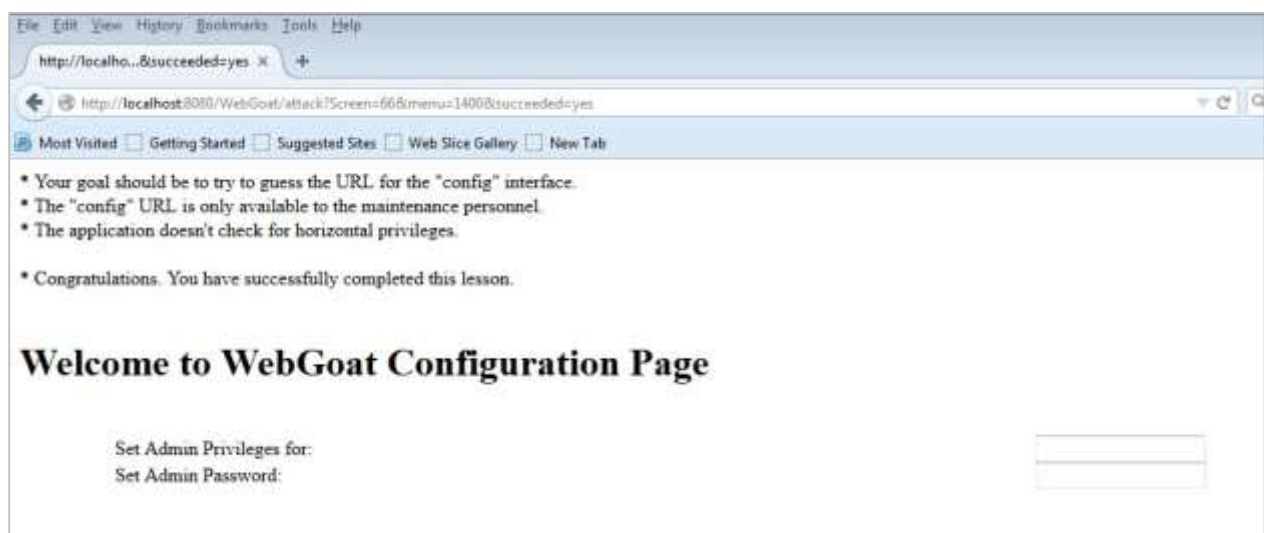 File Edit View History Bookmarks Tools Help
http://localho...&succeeded=yes × +
http://localhost:8080/WebGoat/attack?Screen=66&menu=1400&succeeded=yes
Most Visited Getting Started Suggested Sites Web Slice Gallery New Tab
* Your goal should be to try to guess the URL for the "config" interface.
* The "config" URL is only available to the maintenance personnel.
* The application doesn't check for horizontal privileges.
* Congratulations. You have successfully completed this lesson.
Welcome to WebGoat Configuration Page
Set Admin Privileges for:
Set Admin Password: